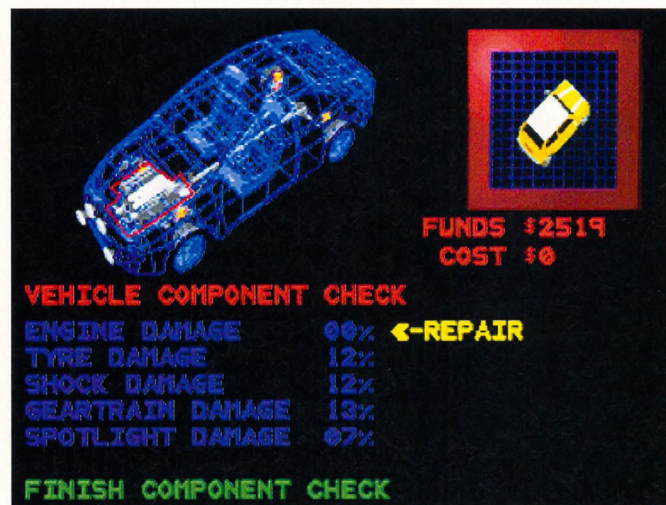 FUNDS $2519
COST $0
VEHICLE COMPONENT CHECK
ENGINE DAMAGE 00% <-REPAIR
TYRE DAMAGE 12%
SHOCK DAMAGE 12%
GEARTRAIN DAMAGE 13%
SPOTLIGHT DAMAGE 07%
FINISH COMPONENT CHECK